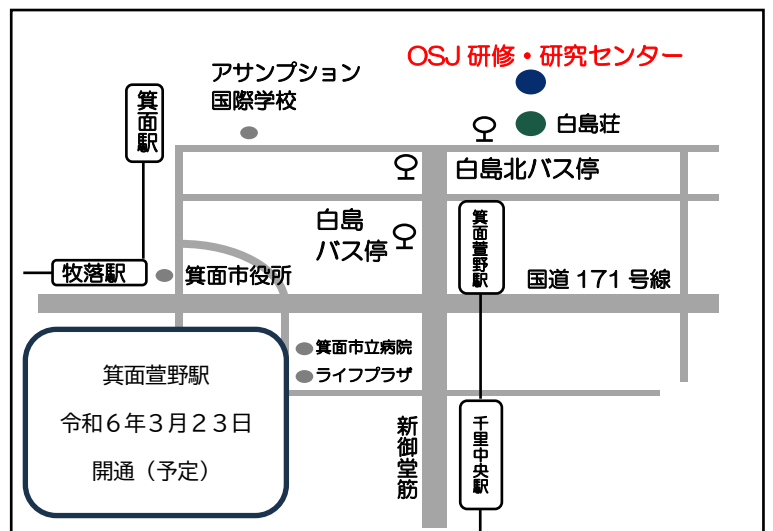 OSJ 研修・研究センター
アサンプション
国際学校
箕面駅
白島荘
白島北バス停
白島
バス停
箕面萱野駅
牧落駅
箕面市役所
国道 171 号線
箕面市立病院
ライフプラザ
箕面萱野駅
令和６年３月２３日
開通（予定）
新御堂筋
千里中央駅